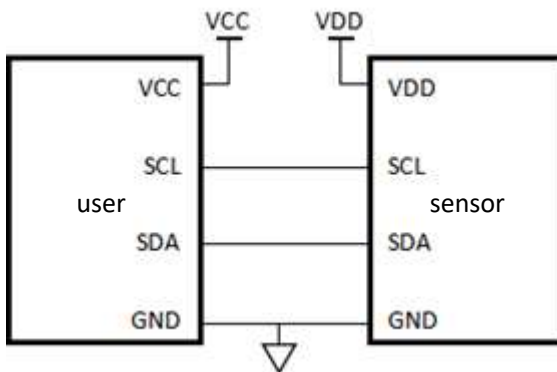 VCC VDD
VCC VDD
SCL SCL
user sensor
SDA SDA
GND GND